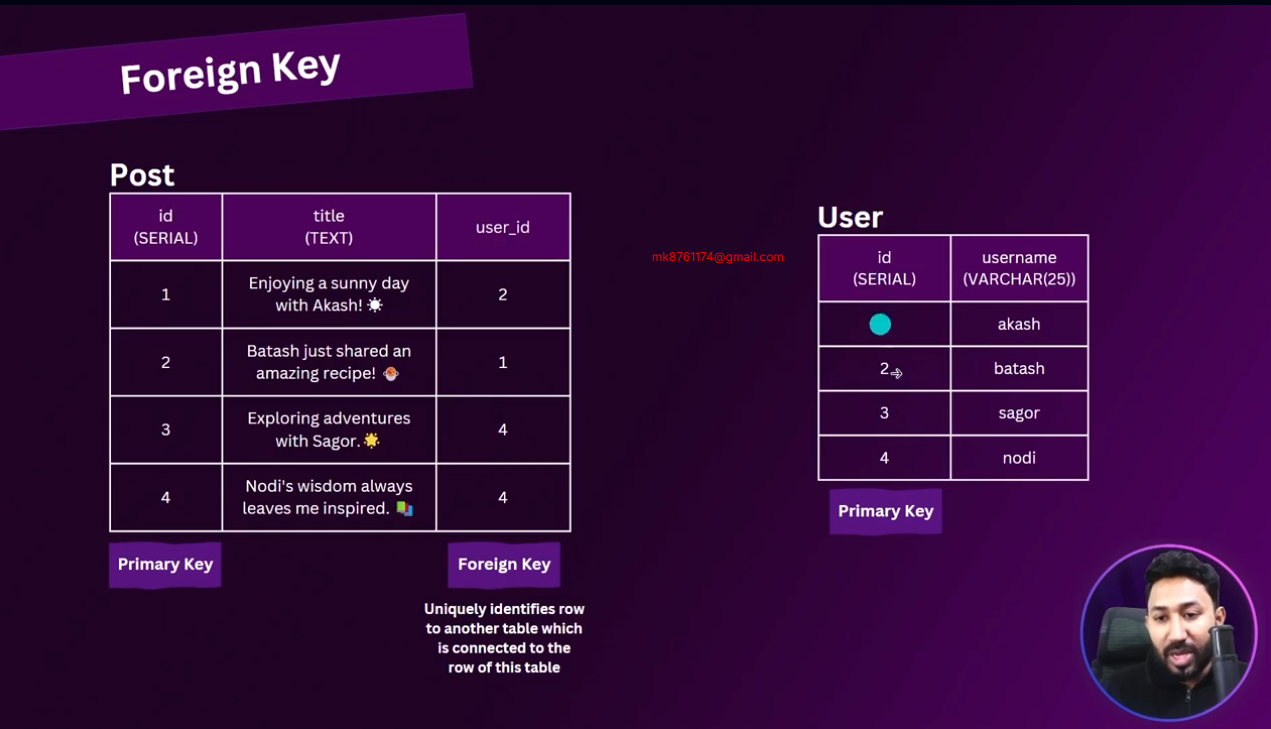 Foreign Key
Post
id
(SERIAL)
title
(TEXT)
user_id
1
Enjoying a sunny day
with Akash! ☀
2
2
Batash just shared an
amazing recipe!
1
3
Exploring adventures
with Sagor. 🌟
4
4
Nodi's wisdom always
leaves me inspired. 📚
4
Primary Key
Foreign Key
Uniquely identifies row
to another table which
is connected to the
row of this table
mk8761174@gmail.com
User
id
(SERIAL)
username
(VARCHAR(25))
akash
2
batash
3
sagor
4
nodi
Primary Key